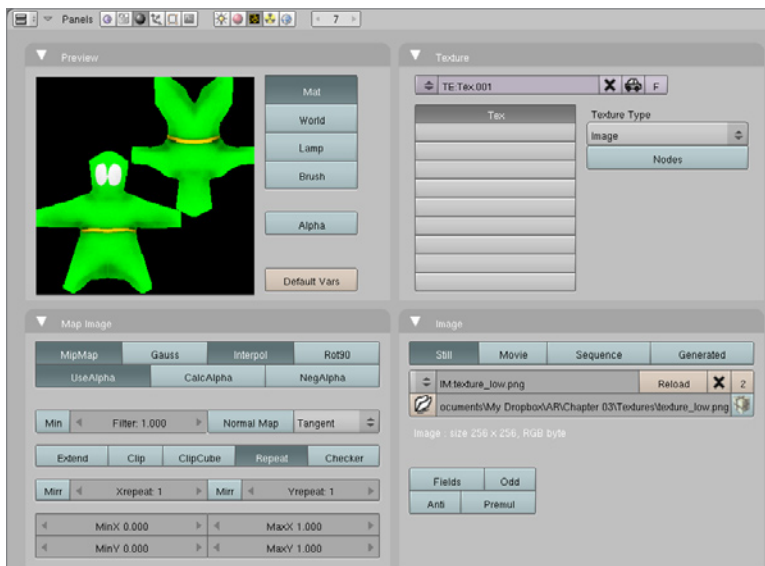 Panels 7
Preview
Mat
World
Lamp
Brush
Alpha
Default Vars
Texture
TE:Tex.001 F
Tex
Texture Type
Image
Nodes
Map Image
MipMap Gauss Interpol Rot90
UseAlpha CalcAlpha NegAlpha
Min Filter: 1.000 Normal Map Tangent
Extend Clip ClipCube Repeat Checker
Mirr Xrepeat: 1 Mirr Yrepeat: 1
MinX 0.000 MaxX 1.000
MinY 0.000 MaxY 1.000
Image
Still Movie Sequence Generated
IM:texture_low.png Reload 2
ocuments\My Dropbox\AR\Chapter 03\Textures\texture_low.png
Image : size 256 x 256, RGB byte
Fields Odd
Anti Premul